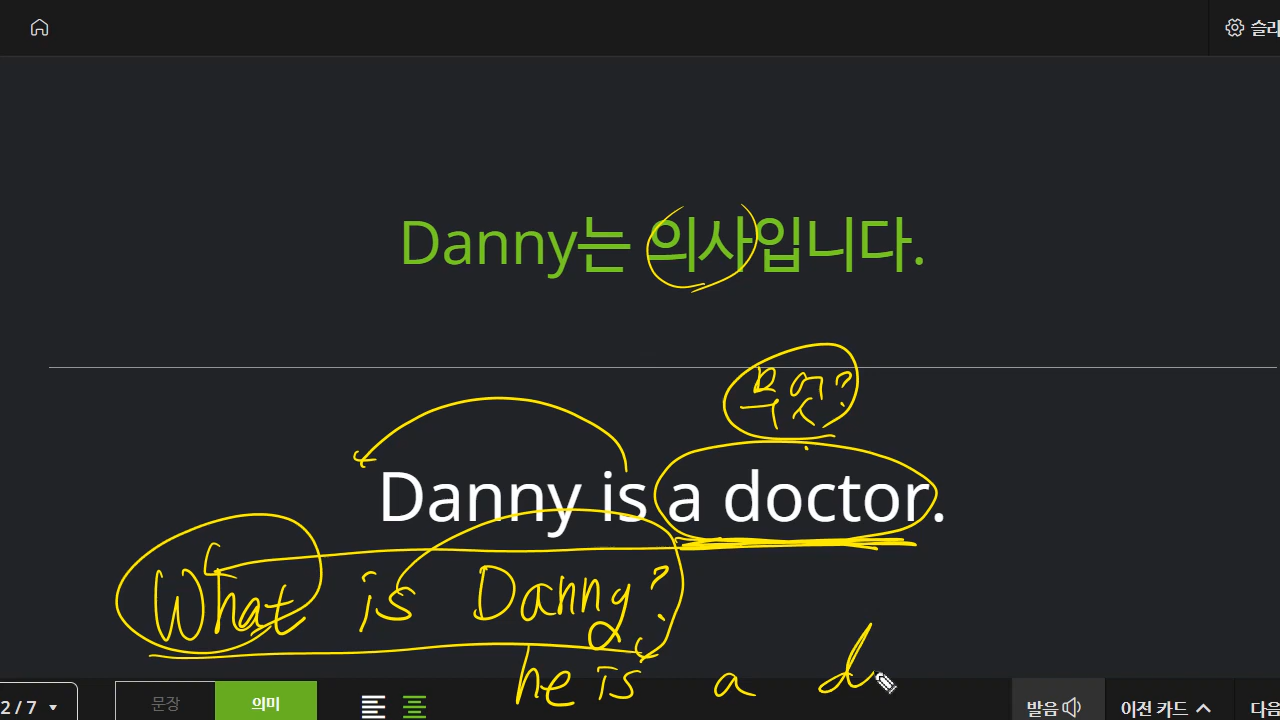 슬라
Danny는 의사입니다.
무엇?
Danny is a doctor.
What is Danny?
he is a d
2 / 7
문장
의미
발음
이전 카드
다음